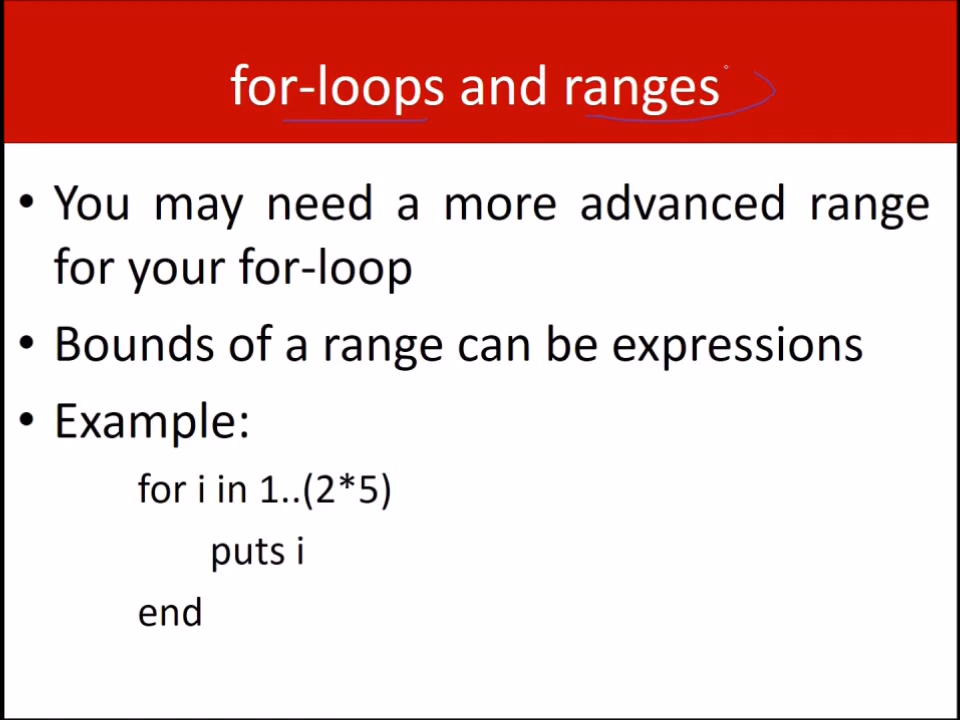 for-loops and ranges
• You may need a more advanced range
for your for-loop
• Bounds of a range can be expressions
• Example:
for i in 1..(2*5)
puts i
end